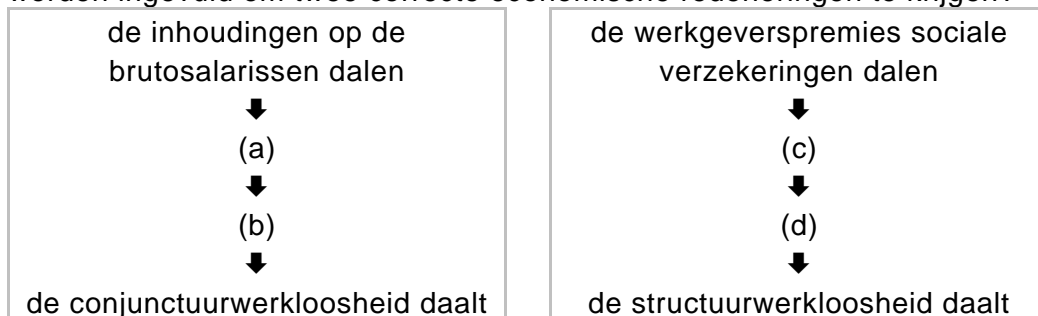 worden ingevuld om twee correcte economische redeneringen te krijgen?
de inhoudingen op de
brutosalarissen dalen
(a)
(b)
de conjunctuurwerkloosheid daalt
de werkgeverspremies sociale
verzekeringen dalen
(c)
(d)
de structuurwerkloosheid daalt